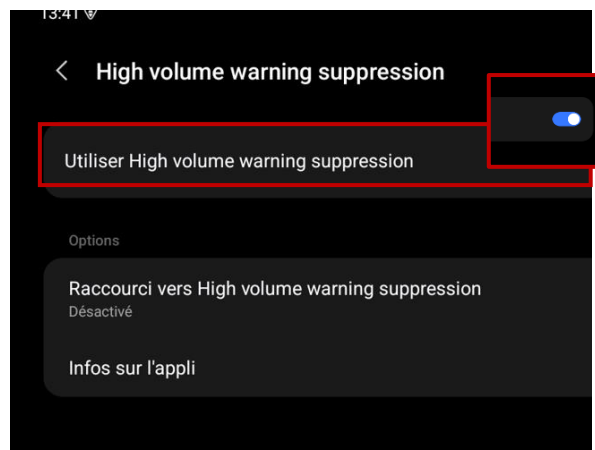 13:41
High volume warning suppression
Utiliser High volume warning suppression
Options
Raccourci vers High volume warning suppression
Désactivé
Infos sur l'appli